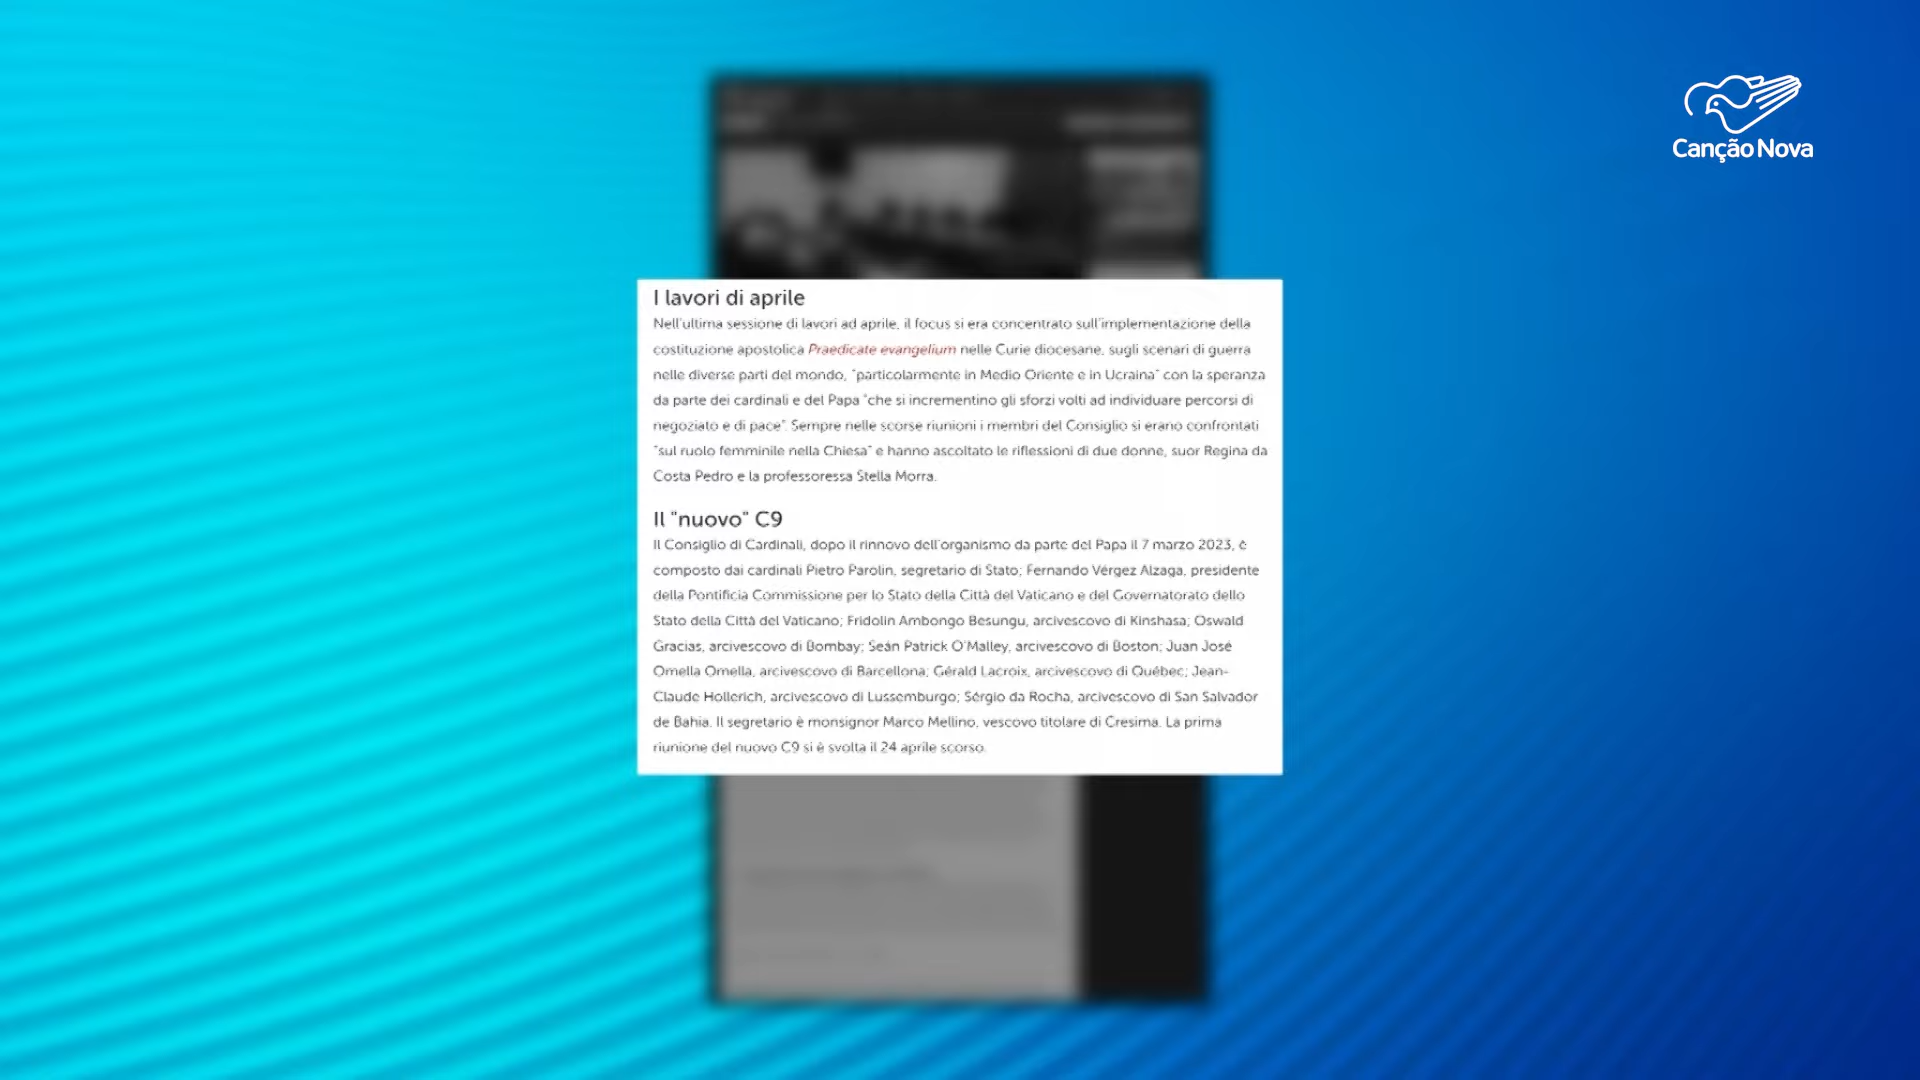 Canção Nova
I lavori di aprile
Nell'ultima sessione di lavori ad aprile, il focus si era concentrato sull'implementazione della
costituzione apostolica Praedicate evangelium nelle Curie diocesane, sugli scenari di guerra
nelle diverse parti del mondo, "particolarmente in Medio Oriente e in Ucraina" con la speranza
da parte dei cardinali e del Papa "che si incrementino gli sforzi volti ad individuare percorsi di
negoziato e di pace". Sempre nelle scorse riunioni i membri del Consiglio si erano confrontati
"sul ruolo femminile nella Chiesa" e hanno ascoltato le riflessioni di due donne, suor Regina da
Costa Pedro e la professoressa Stella Morra.
Il "nuovo" C9
Il Consiglio di Cardinali, dopo il rinnovo dell'organismo da parte del Papa il 7 marzo 2023, è
composto dai cardinali Pietro Parolin, segretario di Stato; Fernando Vérgez Alzaga, presidente
della Pontificia Commissione per lo Stato della Città del Vaticano e del Governatorato dello
Stato della Città del Vaticano; Fridolin Ambongo Besungu, arcivescovo di Kinshasa; Oswald
Gracias, arcivescovo di Bombay; Seán Patrick O'Malley, arcivescovo di Boston; Juan José
Omella Omella, arcivescovo di Barcellona; Gérald Lacroix, arcivescovo di Québec; Jean-
Claude Hollerich, arcivescovo di Lussemburgo; Sérgio da Rocha, arcivescovo di San Salvador
de Bahia. Il segretario è monsignor Marco Mellino, vescovo titolare di Cresima. La prima
riunione del nuovo C9 si è svolta il 24 aprile scorso.